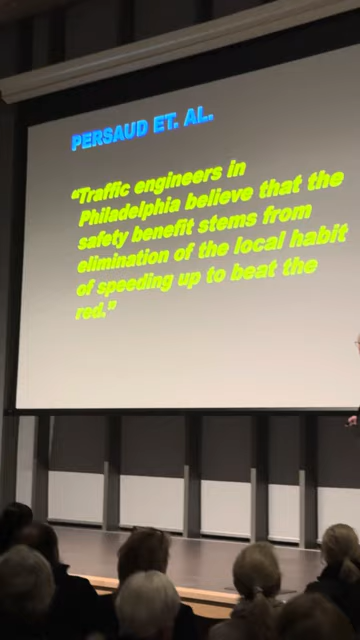 PERSAUD ET. AL.
“Traffic engineers in
Philadelphia believe that the
safety benefit stems from
elimination of the local habit
of speeding up to beat the
red.”